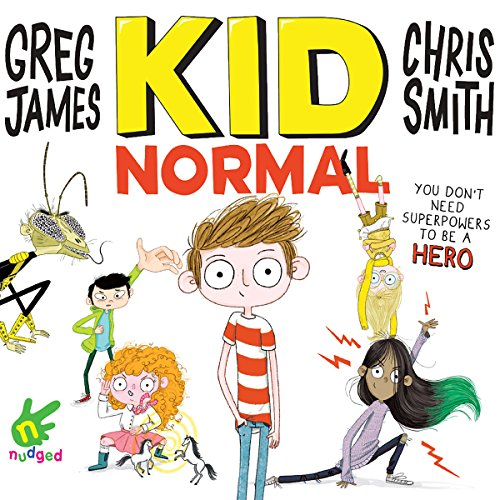 GREG
JAMES
KID
NORMAL
CHRIS
SMITH
YOU DON'T
NEED
SUPERPOWERS
TO BE A
HERO
n
nudged